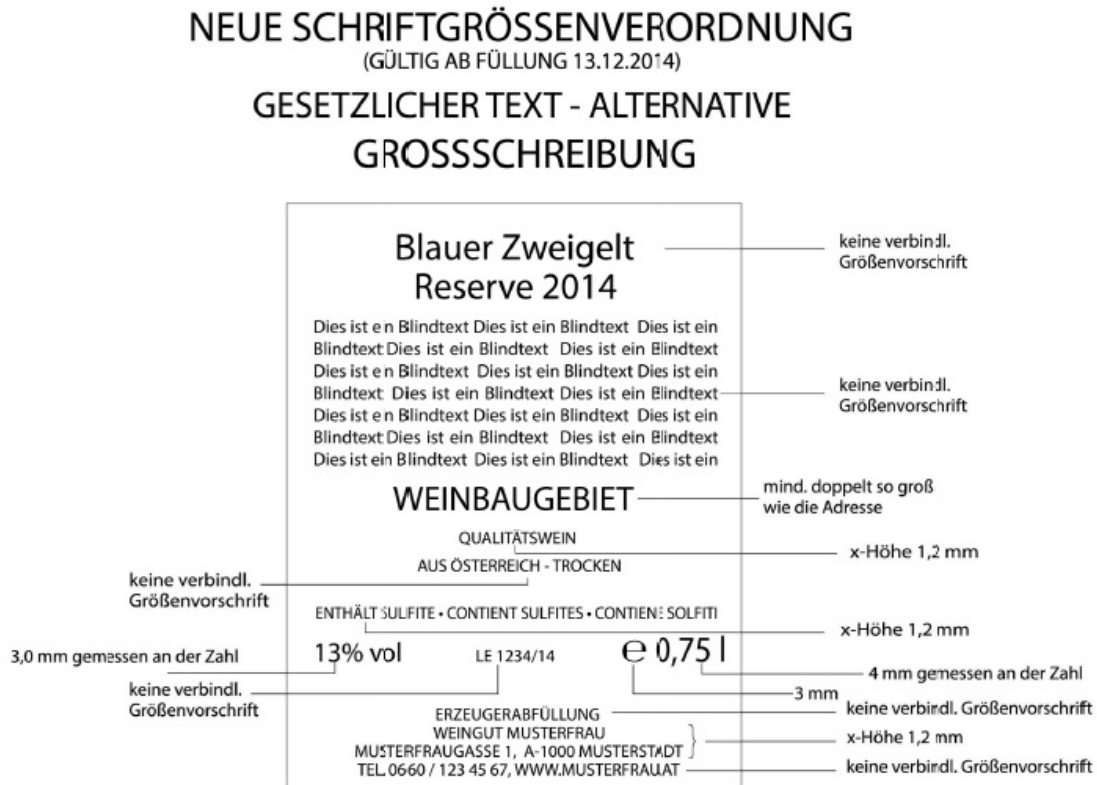 NEUE SCHRIFTGRÖSSENVERORDNUNG
(GÜLTIG AB FÜLLUNG 13.12.2014)
GESETZLICHER TEXT - ALTERNATIVE
GROSSSCHREIBUNG
Blauer Zweigelt
Reserve 2014
keine verbindl.
Größenvorschrift
Dies ist ein Blindtext Dies ist ein Blindtext Dies ist ein
Blindtext Dies ist ein Blindtext Dies ist ein Blindtext
Dies ist ein Blindtext Dies ist ein Blindtext Dies ist ein
Blindtext Dies ist ein Blindtext Dies ist ein Blindtext
Dies ist ein Blindtext Dies ist ein Blindtext Dies ist ein
Blindtext Dies ist ein Blindtext Dies ist ein Blindtext
Dies ist ein Blindtext Dies ist ein Blindtext Dies ist ein
keine verbindl.
Größenvorschrift
WEINBAUGEBIET
mind. doppelt so groß
wie die Adresse
QUALITÄTSWEIN
x-Höhe 1,2 mm
AUS ÖSTERREICH - TROCKEN
keine verbindl.
Größenvorschrift
ENTHÄLT SULFITE • CONTIENT SULFITES • CONTIENE SOLFITI
x-Höhe 1,2 mm
3,0 mm gemessen an der Zahl
13% vol
LE 1234/14
℮ 0,75 l
4 mm gemessen an der Zahl
keine verbindl.
Größenvorschrift
3 mm
ERZEUGERABFÜLLUNG
keine verbindl. Größenvorschrift
WEINGUT MUSTERFRAU
MUSTERFRAUGASSE 1, A-1000 MUSTERSTADT
x-Höhe 1,2 mm
TEL. 0660 / 123 45 67, WWW.MUSTERFRAU.AT
keine verbindl. Größenvorschrift